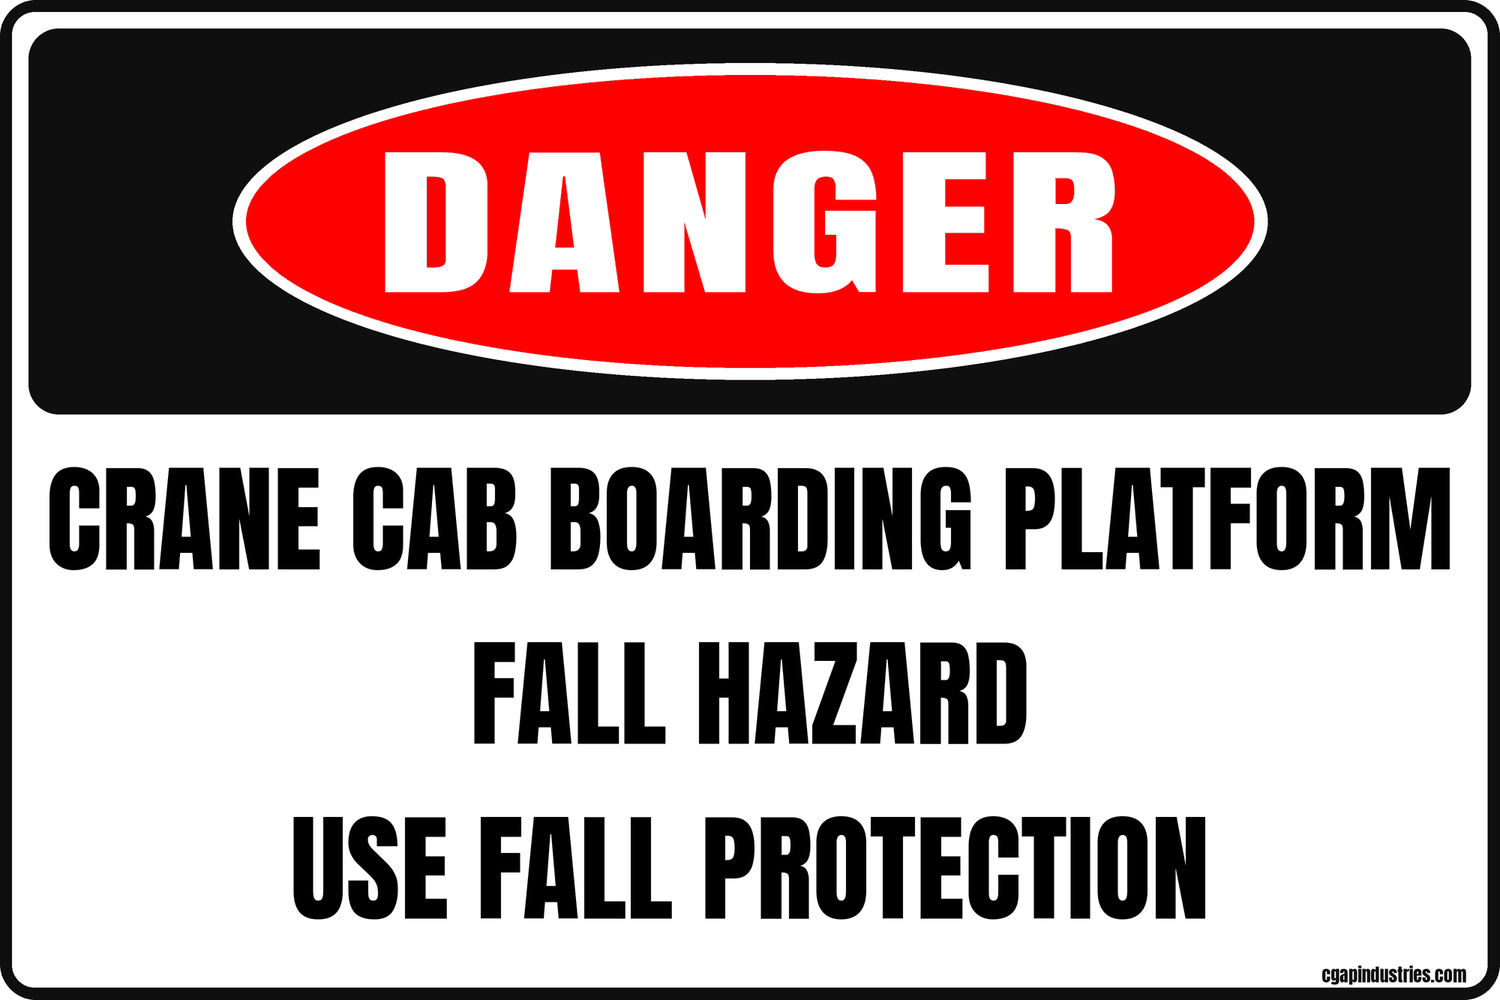 DANGER
CRANE CAB BOARDING PLATFORM
FALL HAZARD
USE FALL PROTECTION
cgapindustries.com